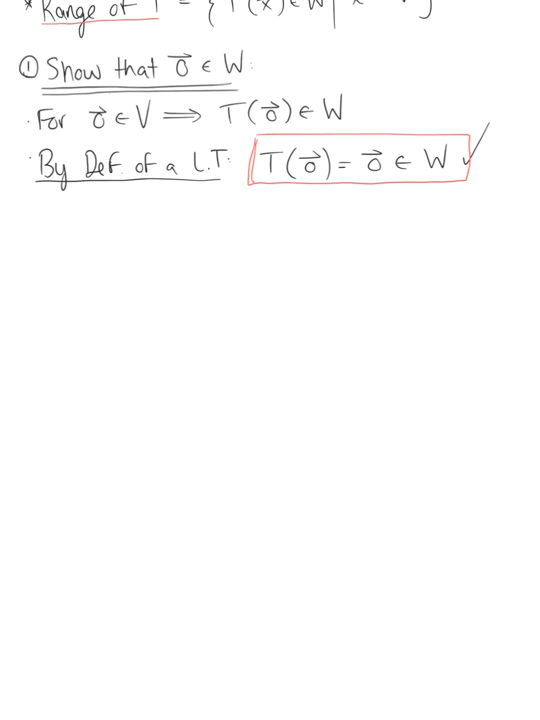 * Range of T = { T(x⃗) ∈ W |
① Show that 0⃗ ∈ W:
· For 0⃗ ∈ V ⟹ T(0⃗) ∈ W
· By Def. of a L.T: T(0⃗) = 0⃗ ∈ W ✓